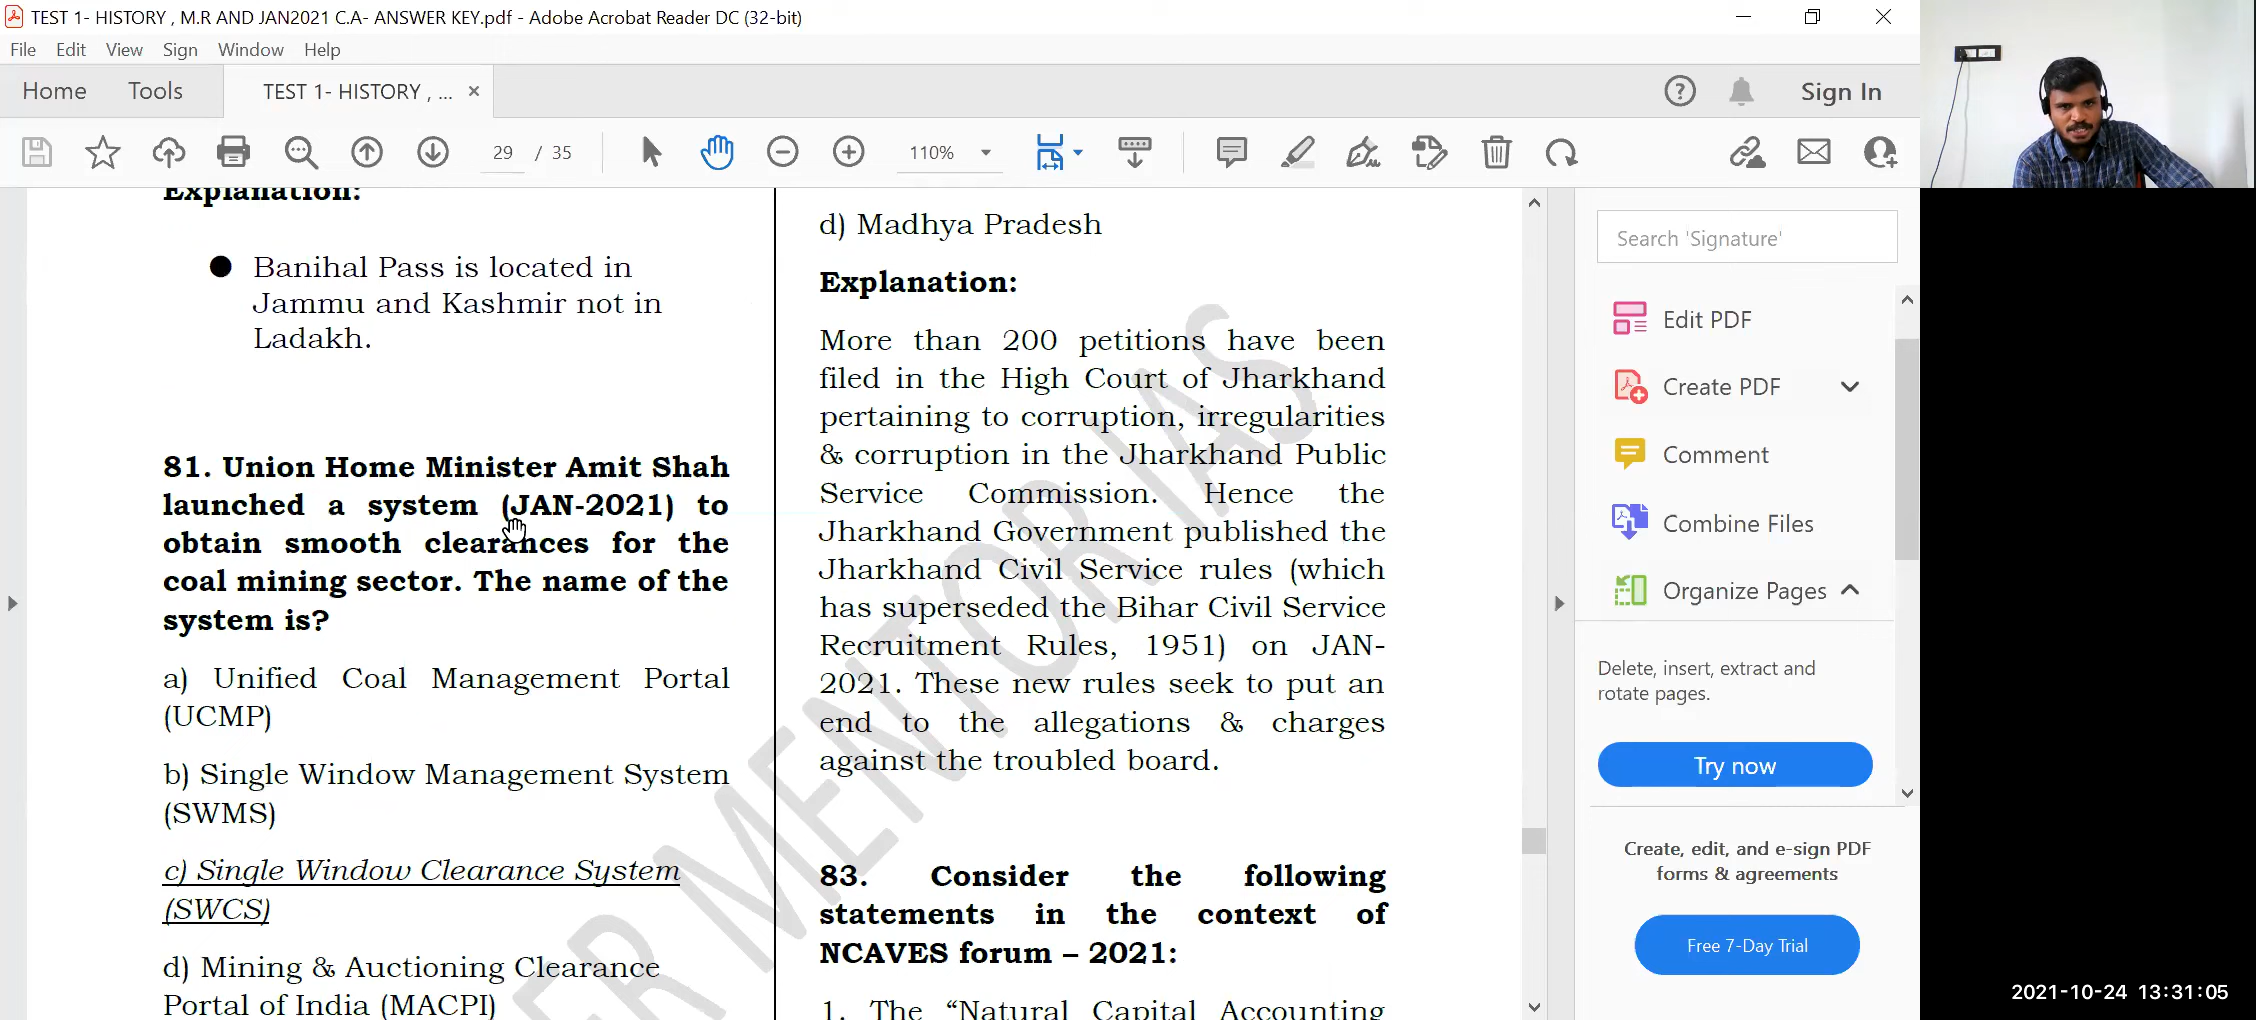 TEST 1- HISTORY , M.R AND JAN2021 C.A- ANSWER KEY.pdf - Adobe Acrobat Reader DC (32-bit)
File Edit View Sign Window Help
Home Tools TEST 1- HISTORY , ... × Sign In
29 / 35 110%
Explanation:
● Banihal Pass is located in
Jammu and Kashmir not in
Ladakh.
81. Union Home Minister Amit Shah
launched a system (JAN-2021) to
obtain smooth clearances for the
coal mining sector. The name of the
system is?
a) Unified Coal Management Portal
(UCMP)
b) Single Window Management System
(SWMS)
c) Single Window Clearance System
(SWCS)
d) Mining & Auctioning Clearance
Portal of India (MACPI)
d) Madhya Pradesh
Explanation:
More than 200 petitions have been
filed in the High Court of Jharkhand
pertaining to corruption, irregularities
& corruption in the Jharkhand Public
Service Commission. Hence the
Jharkhand Government published the
Jharkhand Civil Service rules (which
has superseded the Bihar Civil Service
Recruitment Rules, 1951) on JAN-
2021. These new rules seek to put an
end to the allegations & charges
against the troubled board.
83. Consider the following
statements in the context of
NCAVES forum – 2021:
1. The “Natural Capital Accounting
ER MENTOR IAS
Search 'Signature'
Edit PDF
Create PDF
Comment
Combine Files
Organize Pages
Delete, insert, extract and
rotate pages.
Try now
Create, edit, and e-sign PDF
forms & agreements
Free 7-Day Trial
2021-10-24 13:31:05